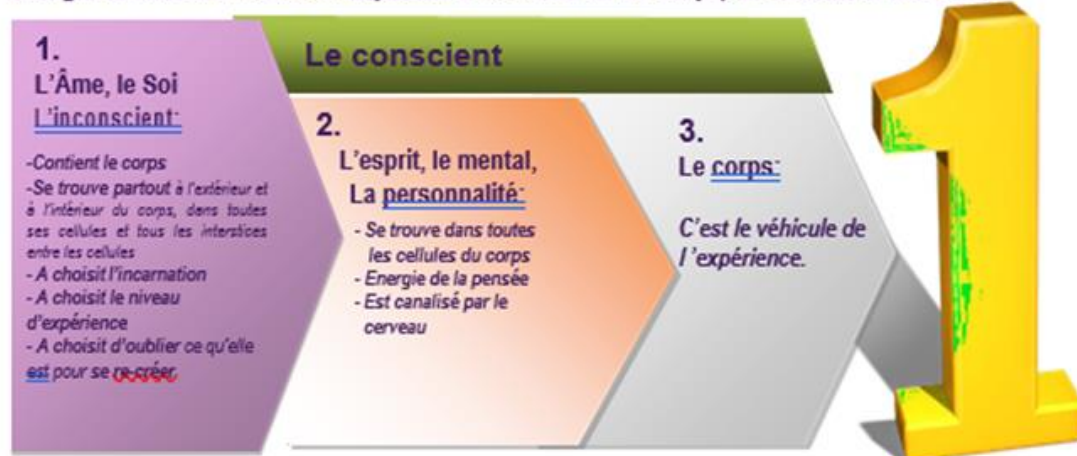 1.
L'Âme, le Soi
L'inconscient:
-Contient le corps
-Se trouve partout à l'extérieur et
à l'intérieur du corps, dans toutes
ses cellules et tous les interstices
entre les cellules
- A choisit l'incarnation
- A choisit le niveau
d'expérience
- A choisit d'oublier ce qu'elle
est pour se re-créer.
Le conscient
2.
L'esprit, le mental,
La personnalité:
- Se trouve dans toutes
les cellules du corps
- Energie de la pensée
- Est canalisé par le
cerveau
3.
Le corps:
C'est le véhicule de
l'expérience.
1